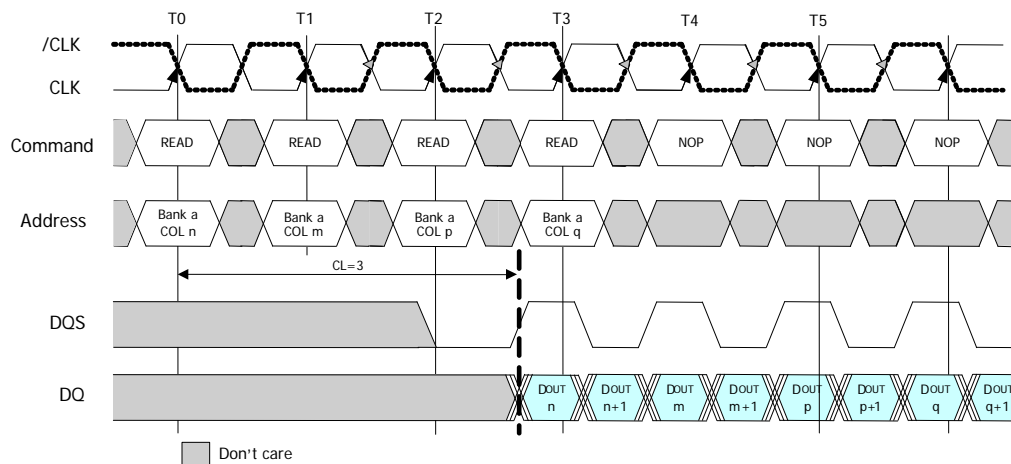 T0 T1 T2 T3 T4 T5
/CLK
CLK
Command READ READ READ READ NOP NOP NOP
Address Bank a Bank a Bank a Bank a
COL n COL m COL p COL q
CL=3
DQS
DQ DOUT DOUT DOUT DOUT DOUT DOUT DOUT DOUT
n n+1 m m+1 p p+1 q q+1
Don't care